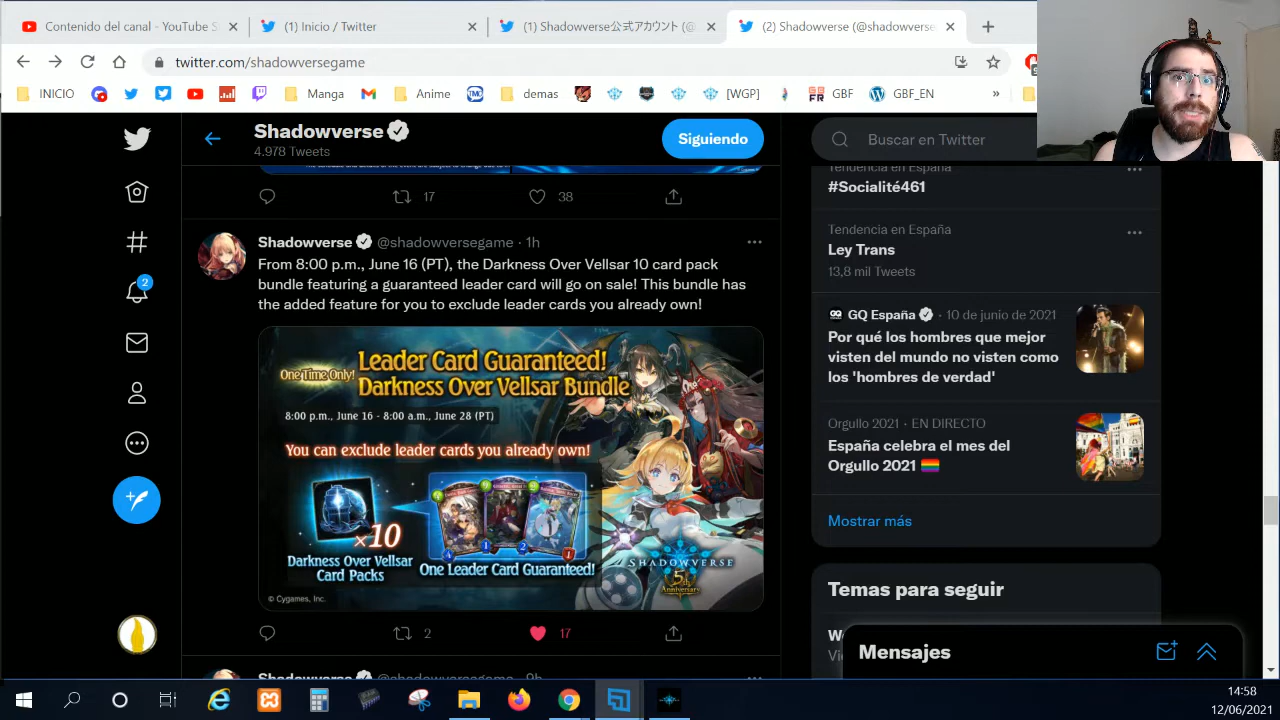 Contenido del canal - YouTube S
(1) Inicio / Twitter
(1) Shadowverse公式アカウント (@
(2) Shadowverse (@shadowverse
twitter.com/shadowversegame
INICIO
Manga
Anime
demas
[WGP]
GBF
GBF_EN
Shadowverse
4.978 Tweets
Siguiendo
Buscar en Twitter
17
38
Shadowverse @shadowversegame · 1h
From 8:00 p.m., June 16 (PT), the Darkness Over Vellsar 10 card pack
bundle featuring a guaranteed leader card will go on sale! This bundle has
the added feature for you to exclude leader cards you already own!
One Time Only!
Leader Card Guaranteed!
Darkness Over Vellsar Bundle
8:00 p.m., June 16 - 8:00 a.m., June 28 (PT)
You can exclude leader cards you already own!
×10
Darkness Over Vellsar
Card Packs
One Leader Card Guaranteed!
SHADOWVERSE
5th
Anniversary
© Cygames, Inc.
2
17
Shadowverse @shadowversegame · 9h
Tendencia en España
#Socialité461
Tendencia en España
Ley Trans
13,8 mil Tweets
GQ España · 10 de junio de 2021
Por qué los hombres que mejor
visten del mundo no visten como
los 'hombres de verdad'
Orgullo 2021 · EN DIRECTO
España celebra el mes del
Orgullo 2021
Mostrar más
Temas para seguir
Mensajes
2
14:58
12/06/2021